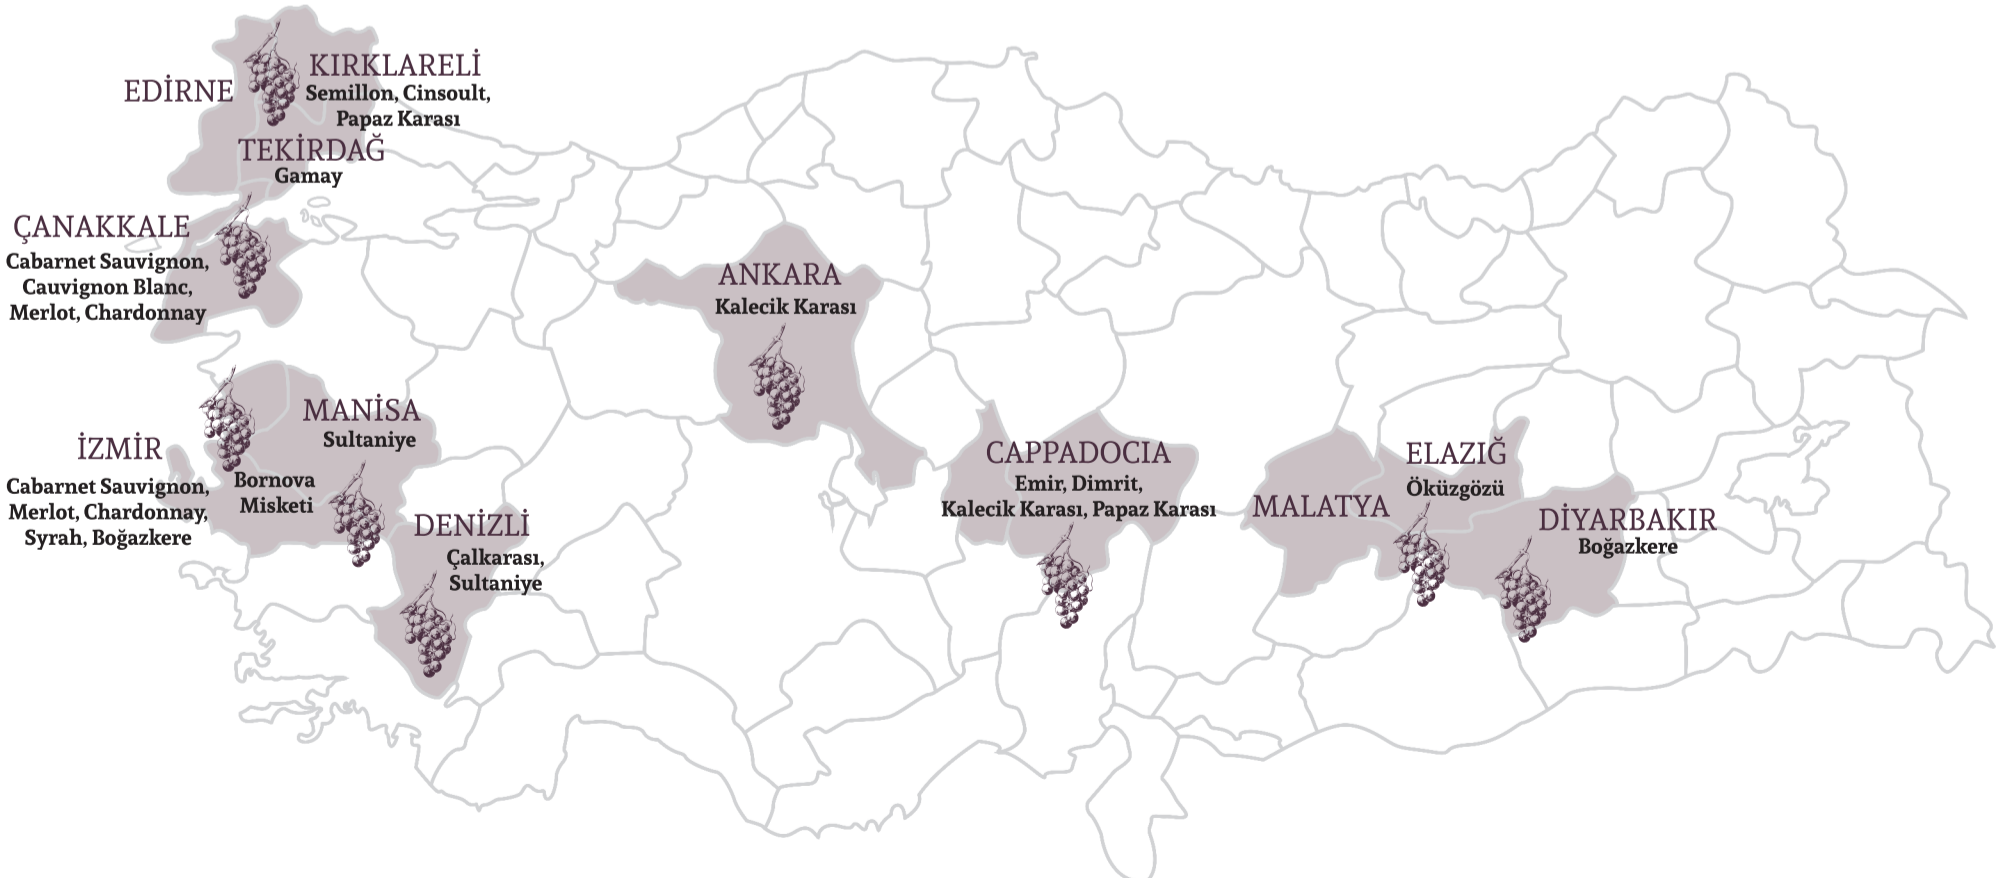 EDİRNE
KIRKLARELİ
Semillon, Cinsoult,
Papaz Karası
TEKİRDAĞ
Gamay
ÇANAKKALE
Cabarnet Sauvignon,
Cauvignon Blanc,
Merlot, Chardonnay
ANKARA
Kalecik Karası
MANİSA
Sultaniye
İZMİR
Cabarnet Sauvignon,
Merlot, Chardonnay,
Syrah, Boğazkere
Bornova
Misketi
DENİZLİ
Çalkarası,
Sultaniye
CAPPADOCIA
Emir, Dimrit,
Kalecik Karası, Papaz Karası
MALATYA
ELAZIĞ
Öküzgözü
DİYARBAKIR
Boğazkere